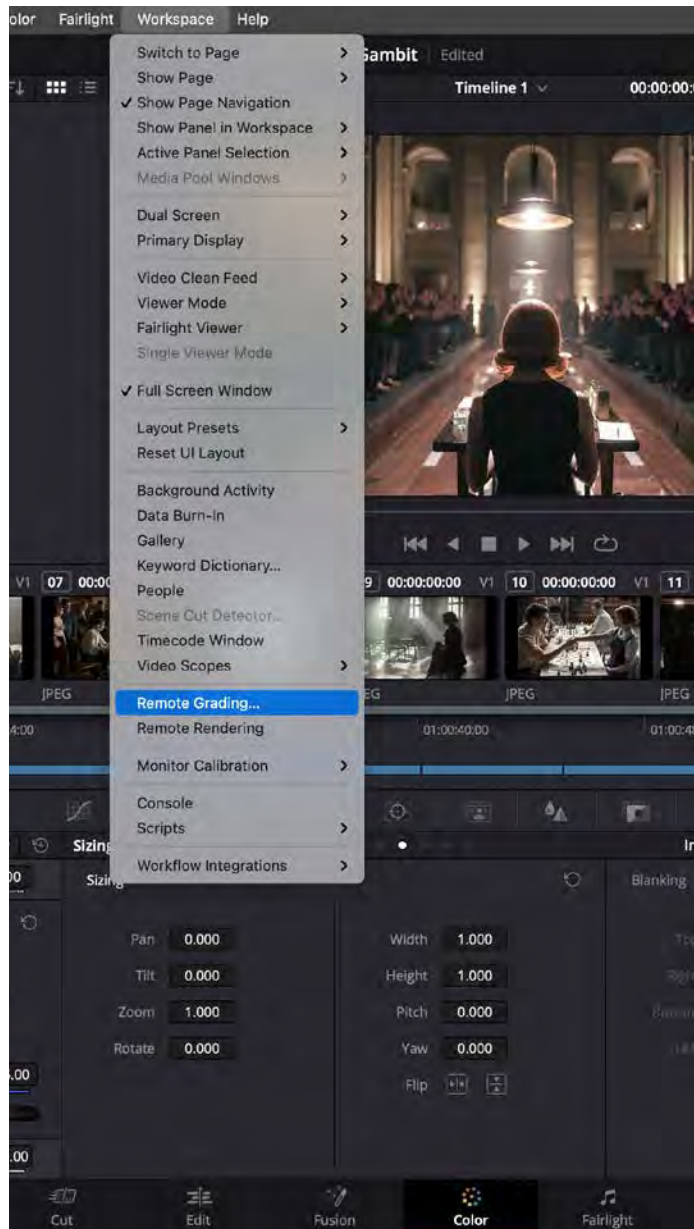 olor Fairlight Workspace Help
Gambit Edited
Timeline 1 00:00:00:
Switch to Page
Show Page
Show Page Navigation
Show Panel in Workspace
Active Panel Selection
Media Pool Windows
Dual Screen
Primary Display
Video Clean Feed
Viewer Mode
Fairlight Viewer
Single Viewer Mode
Full Screen Window
Layout Presets
Reset UI Layout
Background Activity
Data Burn-In
Gallery
Keyword Dictionary...
People
Scene Cut Detector...
Timecode Window
Video Scopes
Remote Grading...
Remote Rendering
Monitor Calibration
Console
Scripts
Workflow Integrations
V1 07 00:00 9 00:00:00:00 V1 10 00:00:00:00 V1 11
JPEG EG JPEG JPEG
4:00 01:00:40:00 01:00:4
Sizing
00 Sizing Blanking
Pan 0.000 Width 1.000
Tilt 0.000 Height 1.000
Zoom 1.000 Pitch 0.000
Rotate 0.000 Yaw 0.000
.00 Flip
.00
Cut Edit Fusion Color Fairlight